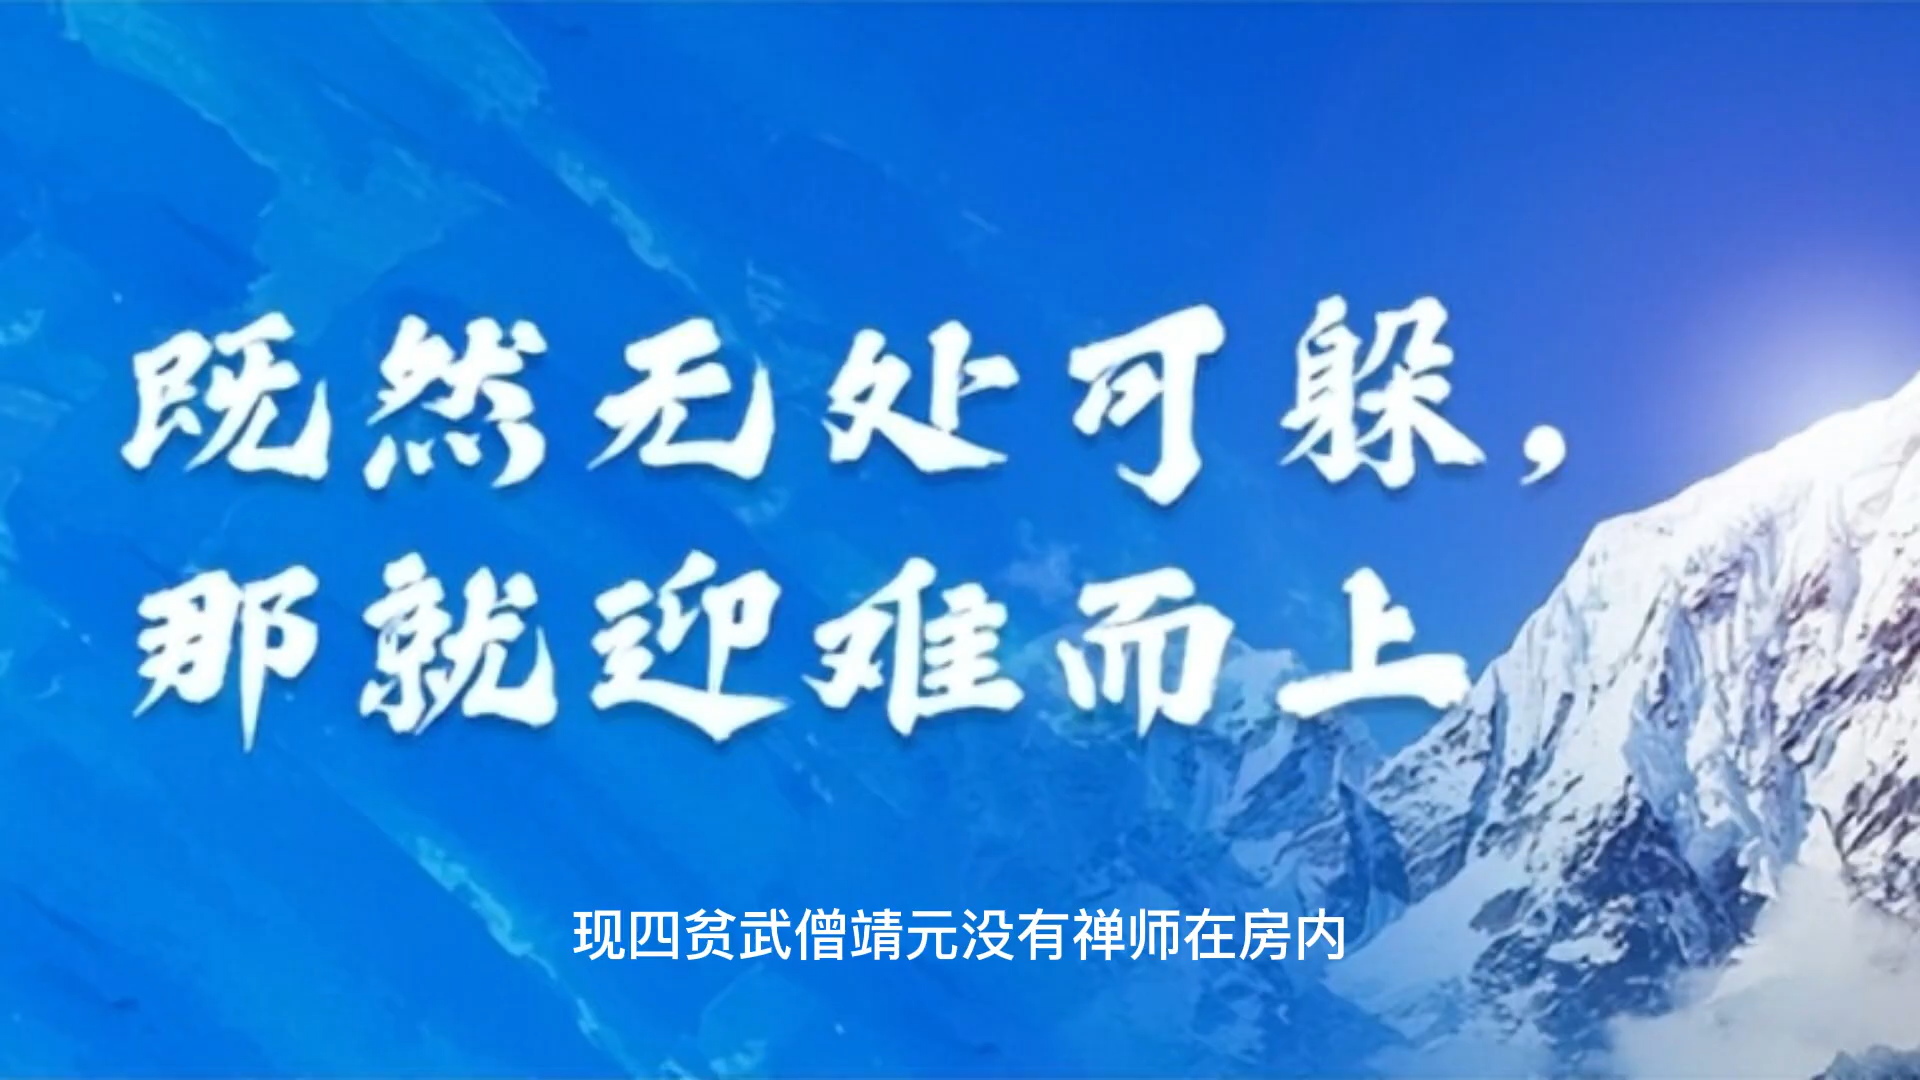 既然无处可躲，
那就迎难而上
现四贫武僧靖元没有禅师在房内